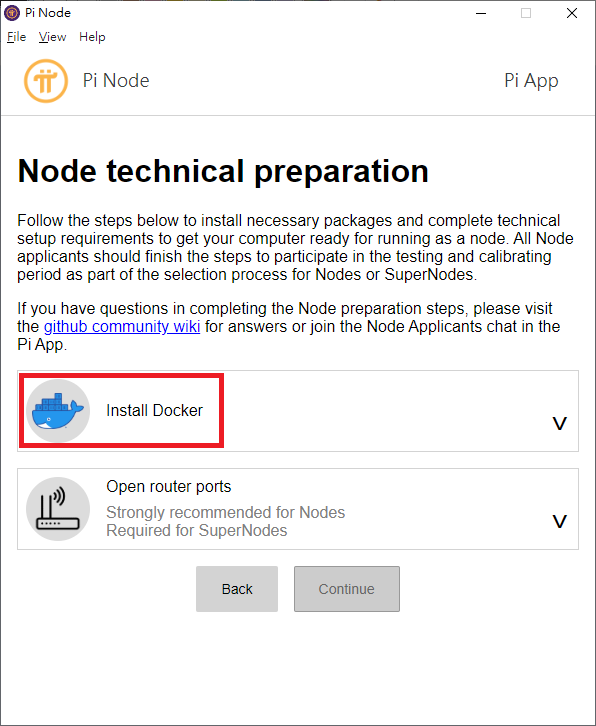 Pi Node
File View Help
Pi Node
Pi App
Node technical preparation
Follow the steps below to install necessary packages and complete technical
setup requirements to get your computer ready for running as a node. All Node
applicants should finish the steps to participate in the testing and calibrating
period as part of the selection process for Nodes or SuperNodes.
If you have questions in completing the Node preparation steps, please visit
the github community wiki for answers or join the Node Applicants chat in the
Pi App.
Install Docker
Open router ports
Strongly recommended for Nodes
Required for SuperNodes
Back
Continue